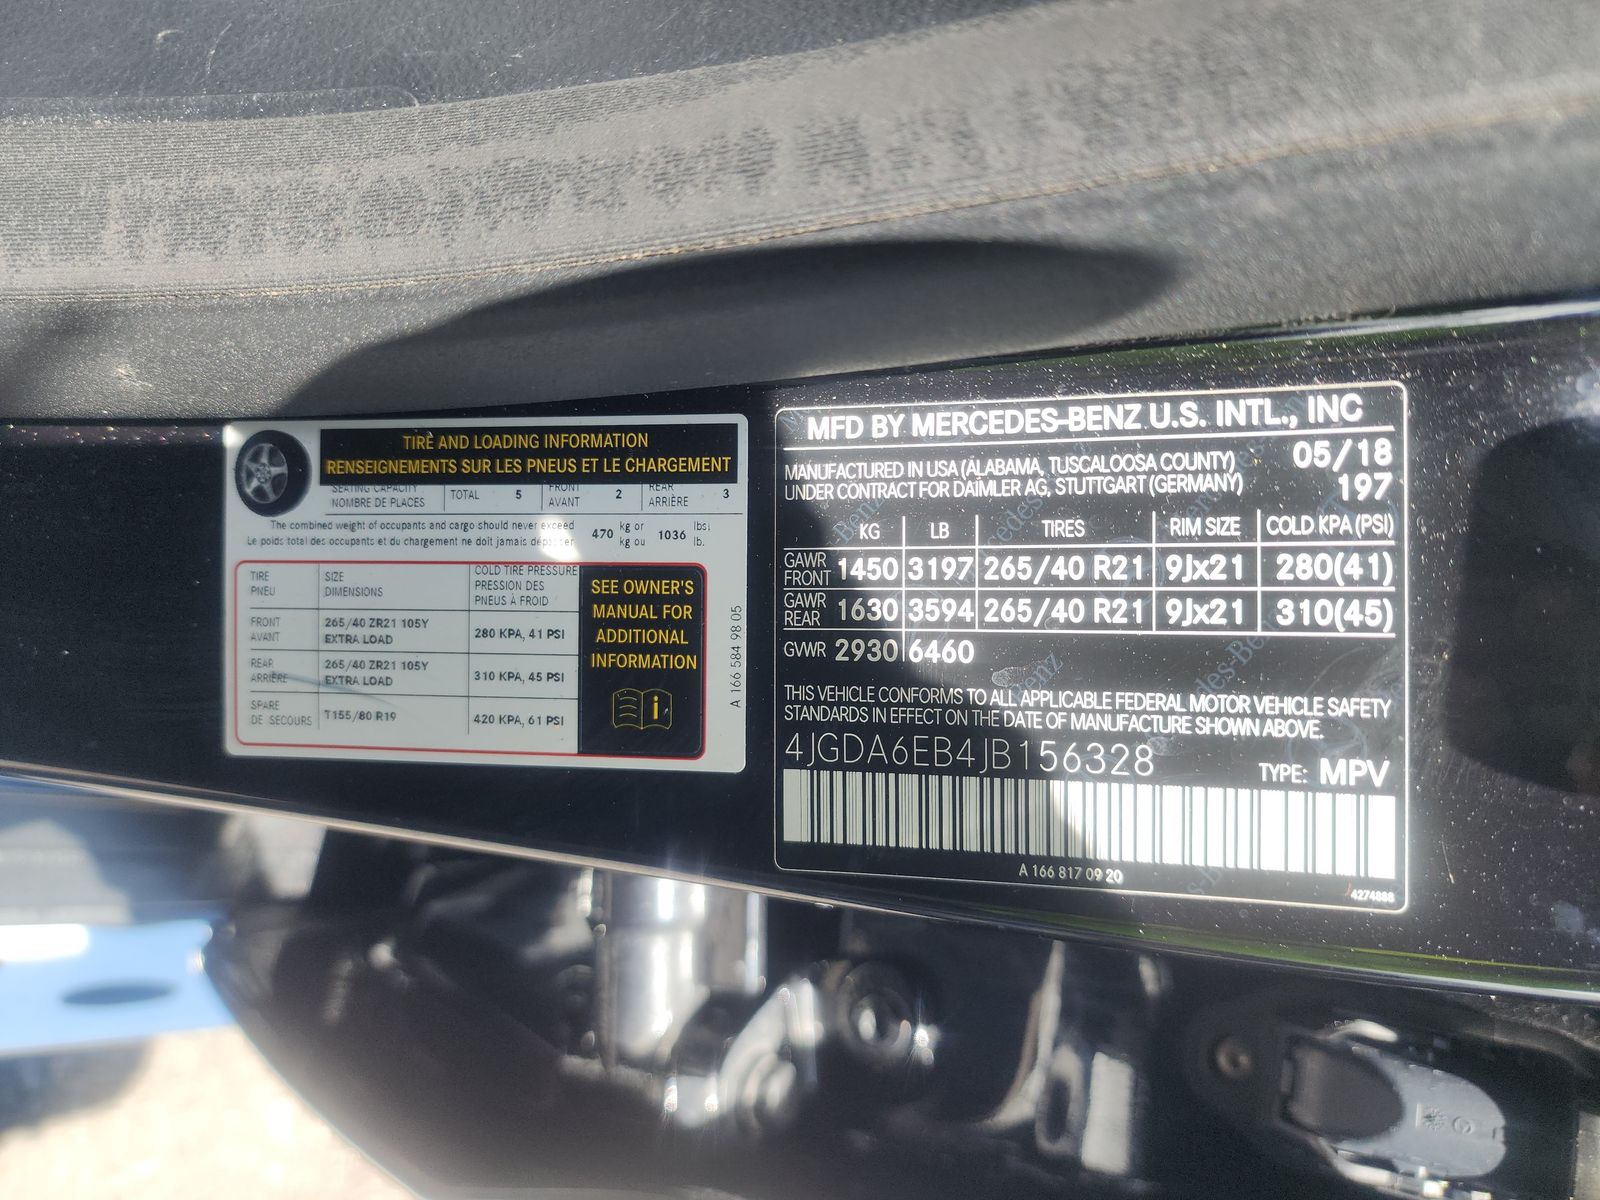 TIRE AND LOADING INFORMATION
RENSEIGNEMENTS SUR LES PNEUS ET LE CHARGEMENT
SEATING CAPACITY
NOMBRE DE PLACES
TOTAL 5
FRONT
AVANT
2
REAR
ARRIÈRE
3
The combined weight of occupants and cargo should never exceed
Le poids total des occupants et du chargement ne doit jamais dépasser
470
kg or
kg ou
1036
lbs.
lb.
TIRE
PNEU
SIZE
DIMENSIONS
COLD TIRE PRESSURE
PRESSION DES
PNEUS À FROID
FRONT
AVANT
265/40 ZR21 105Y
EXTRA LOAD
280 KPA, 41 PSI
REAR
ARRIÈRE
265/40 ZR21 105Y
EXTRA LOAD
310 KPA, 45 PSI
SPARE
DE SECOURS
T155/80 R19
420 KPA, 61 PSI
SEE OWNER'S
MANUAL FOR
ADDITIONAL
INFORMATION
A 166 584 98 05
MFD BY MERCEDES-BENZ U.S. INTL., INC
MANUFACTURED IN USA (ALABAMA, TUSCALOOSA COUNTY)
UNDER CONTRACT FOR DAIMLER AG, STUTTGART (GERMANY)
05/18
197
KG LB TIRES RIM SIZE COLD KPA (PSI)
GAWR
FRONT
1450 3197 265/40 R21 9Jx21 280(41)
GAWR
REAR
1630 3594 265/40 R21 9Jx21 310(45)
GVWR 2930 6460
THIS VEHICLE CONFORMS TO ALL APPLICABLE FEDERAL MOTOR VEHICLE SAFETY
STANDARDS IN EFFECT ON THE DATE OF MANUFACTURE SHOWN ABOVE.
4JGDA6EB4JB156328
TYPE: MPV
A 166 817 09 20
4274888